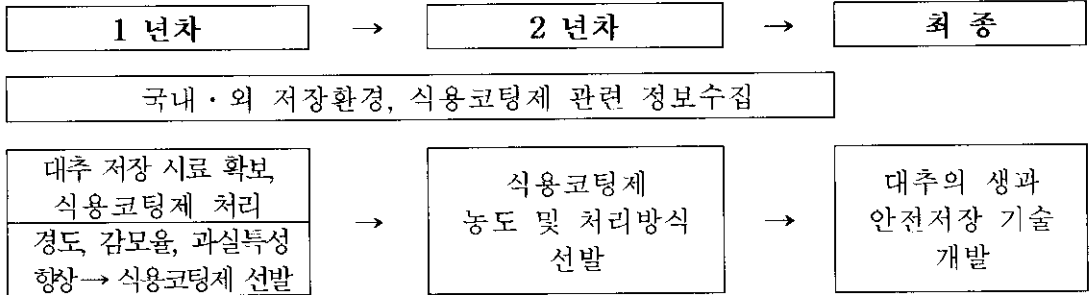 1 년차 → 2 년차 → 최 종
국내·외 저장환경, 식용코팅제 관련 정보수집
대추 저장 시료 확보,
식용코팅제 처리
경도, 감모율, 과실특성
향상→ 식용코팅제 선발
→
식용코팅제
농도 및 처리방식
선발
→
대추의 생과
안전저장 기술
개발